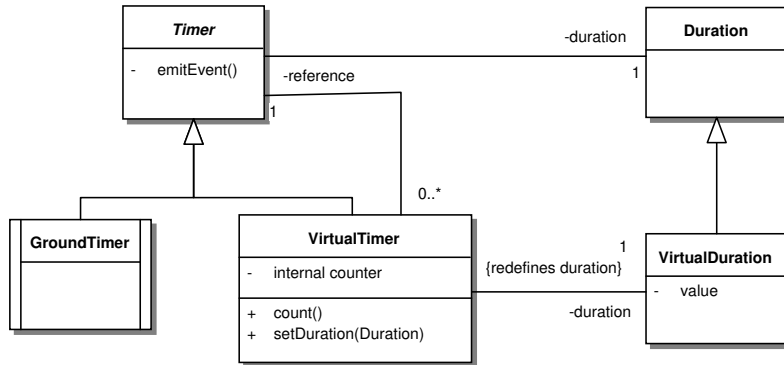 Timer
- emitEvent()
-duration
1
Duration
-reference
1
0..*
GroundTimer
VirtualTimer
- internal counter
+ count()
+ setDuration(Duration)
1
{redefines duration}
-duration
VirtualDuration
- value